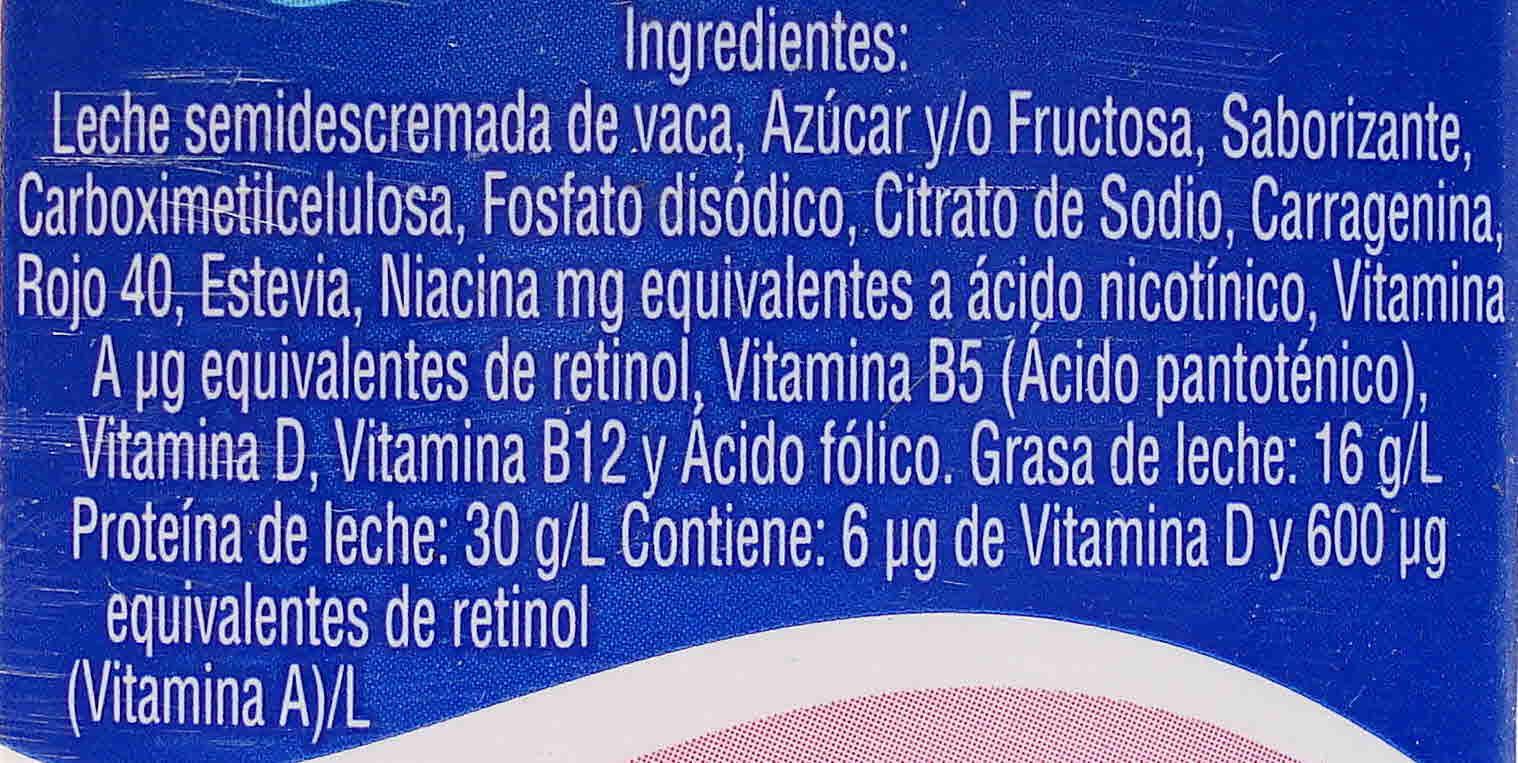 Ingredientes:
Leche semidescremada de vaca, Azúcar y/o Fructosa, Saborizante,
Carboximetilcelulosa, Fosfato disódico, Citrato de Sodio, Carragenina,
Rojo 40, Estevia, Niacina mg equivalentes a ácido nicotínico, Vitamina
A µg equivalentes de retinol, Vitamina B5 (Ácido pantoténico),
Vitamina D, Vitamina B12 y Ácido fólico. Grasa de leche: 16 g/L
Proteína de leche: 30 g/L Contiene: 6 µg de Vitamina D y 600 µg
equivalentes de retinol
(Vitamina A)/L